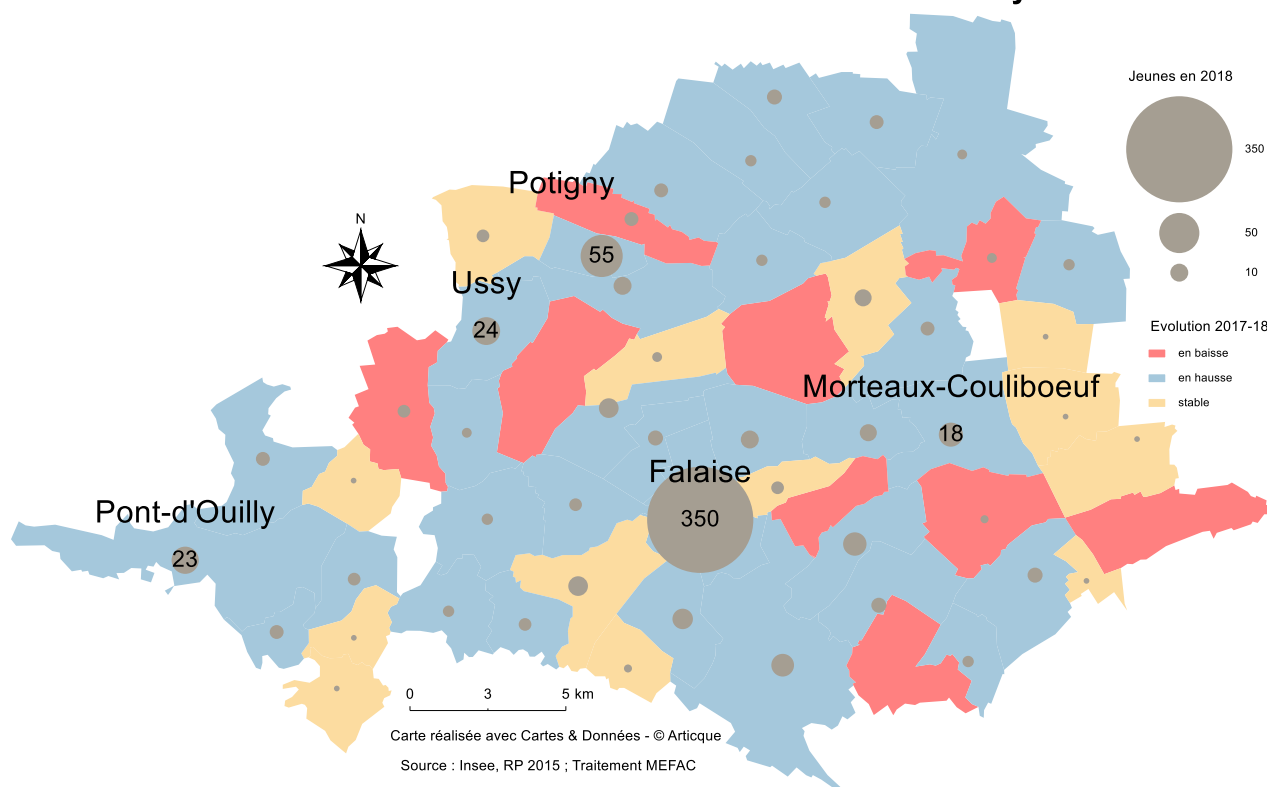 Jeunes en 2018
350
50
10
Evolution 2017-18
en baisse
en hausse
stable
N
Potigny
55
Ussy
24
Morteaux-Couliboeuf
18
Falaise
350
Pont-d'Ouilly
23
0 3 5 km
Carte réalisée avec Cartes & Données - © Articque
Source : Insee, RP 2015 ; Traitement MEFAC